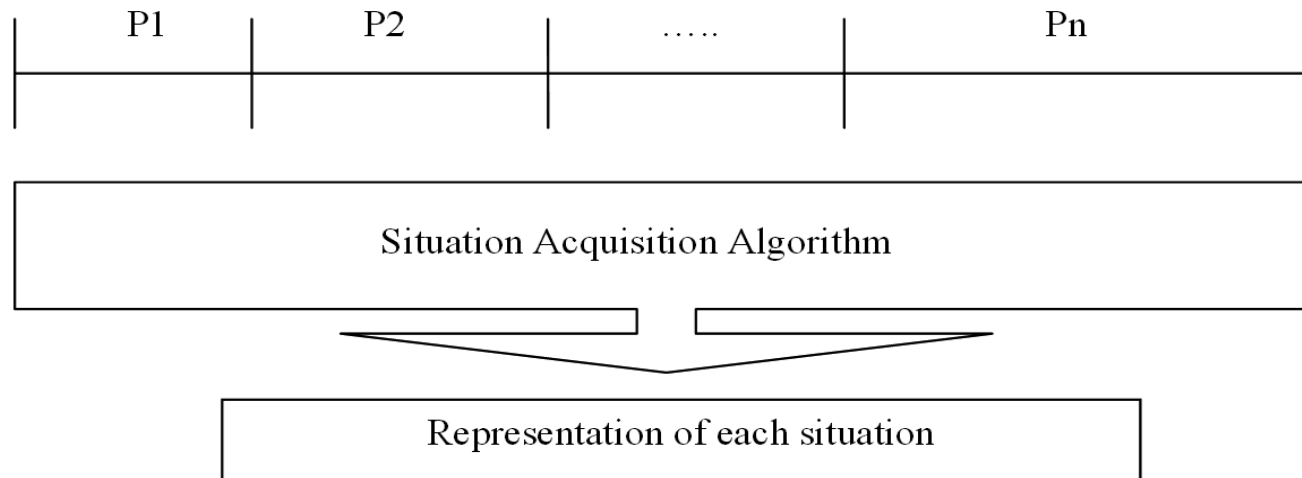 P1 P2 ..... Pn
Situation Acquisition Algorithm
Representation of each situation